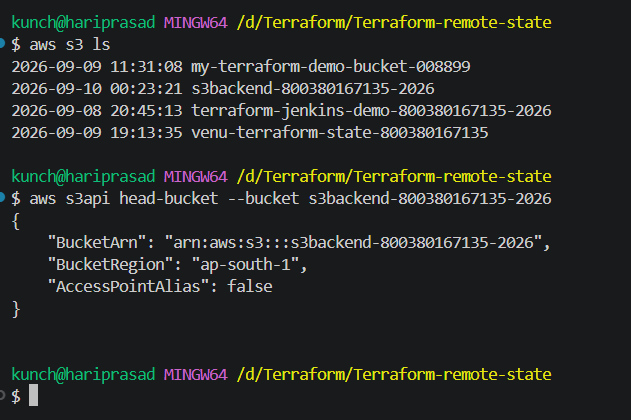 kunch@hariprasad MINGW64 /d/Terraform/Terraform-remote-state
$ aws s3 ls
2026-09-09 11:31:08 my-terraform-demo-bucket-008899
2026-09-10 00:23:21 s3backend-800380167135-2026
2026-09-08 20:45:13 terraform-jenkins-demo-800380167135-2026
2026-09-09 19:13:35 venu-terraform-state-800380167135
kunch@hariprasad MINGW64 /d/Terraform/Terraform-remote-state
$ aws s3api head-bucket --bucket s3backend-800380167135-2026
{
    "BucketArn": "arn:aws:s3:::s3backend-800380167135-2026",
    "BucketRegion": "ap-south-1",
    "AccessPointAlias": false
}
kunch@hariprasad MINGW64 /d/Terraform/Terraform-remote-state
$